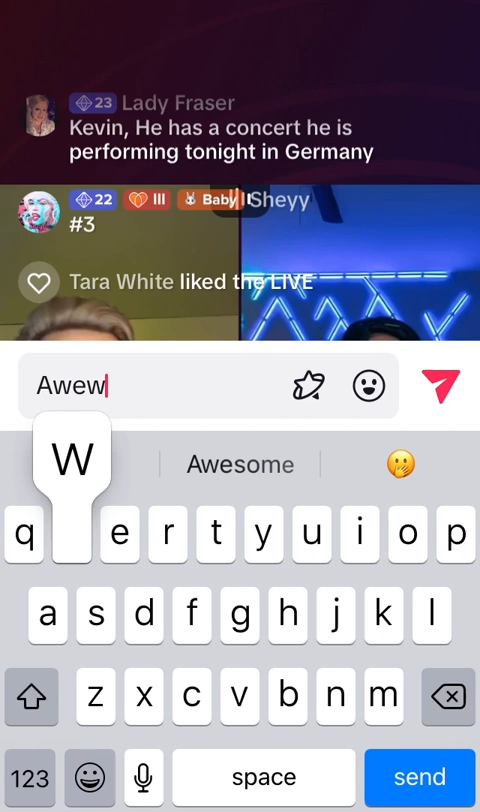 23 Lady Fraser
Kevin, He has a concert he is
performing tonight in Germany
22 III Baby Sheyy
#3
Tara White liked the LIVE
Awew
W
Awesome
q e r t y u i o p
a s d f g h j k l
z x c v b n m
123 space send